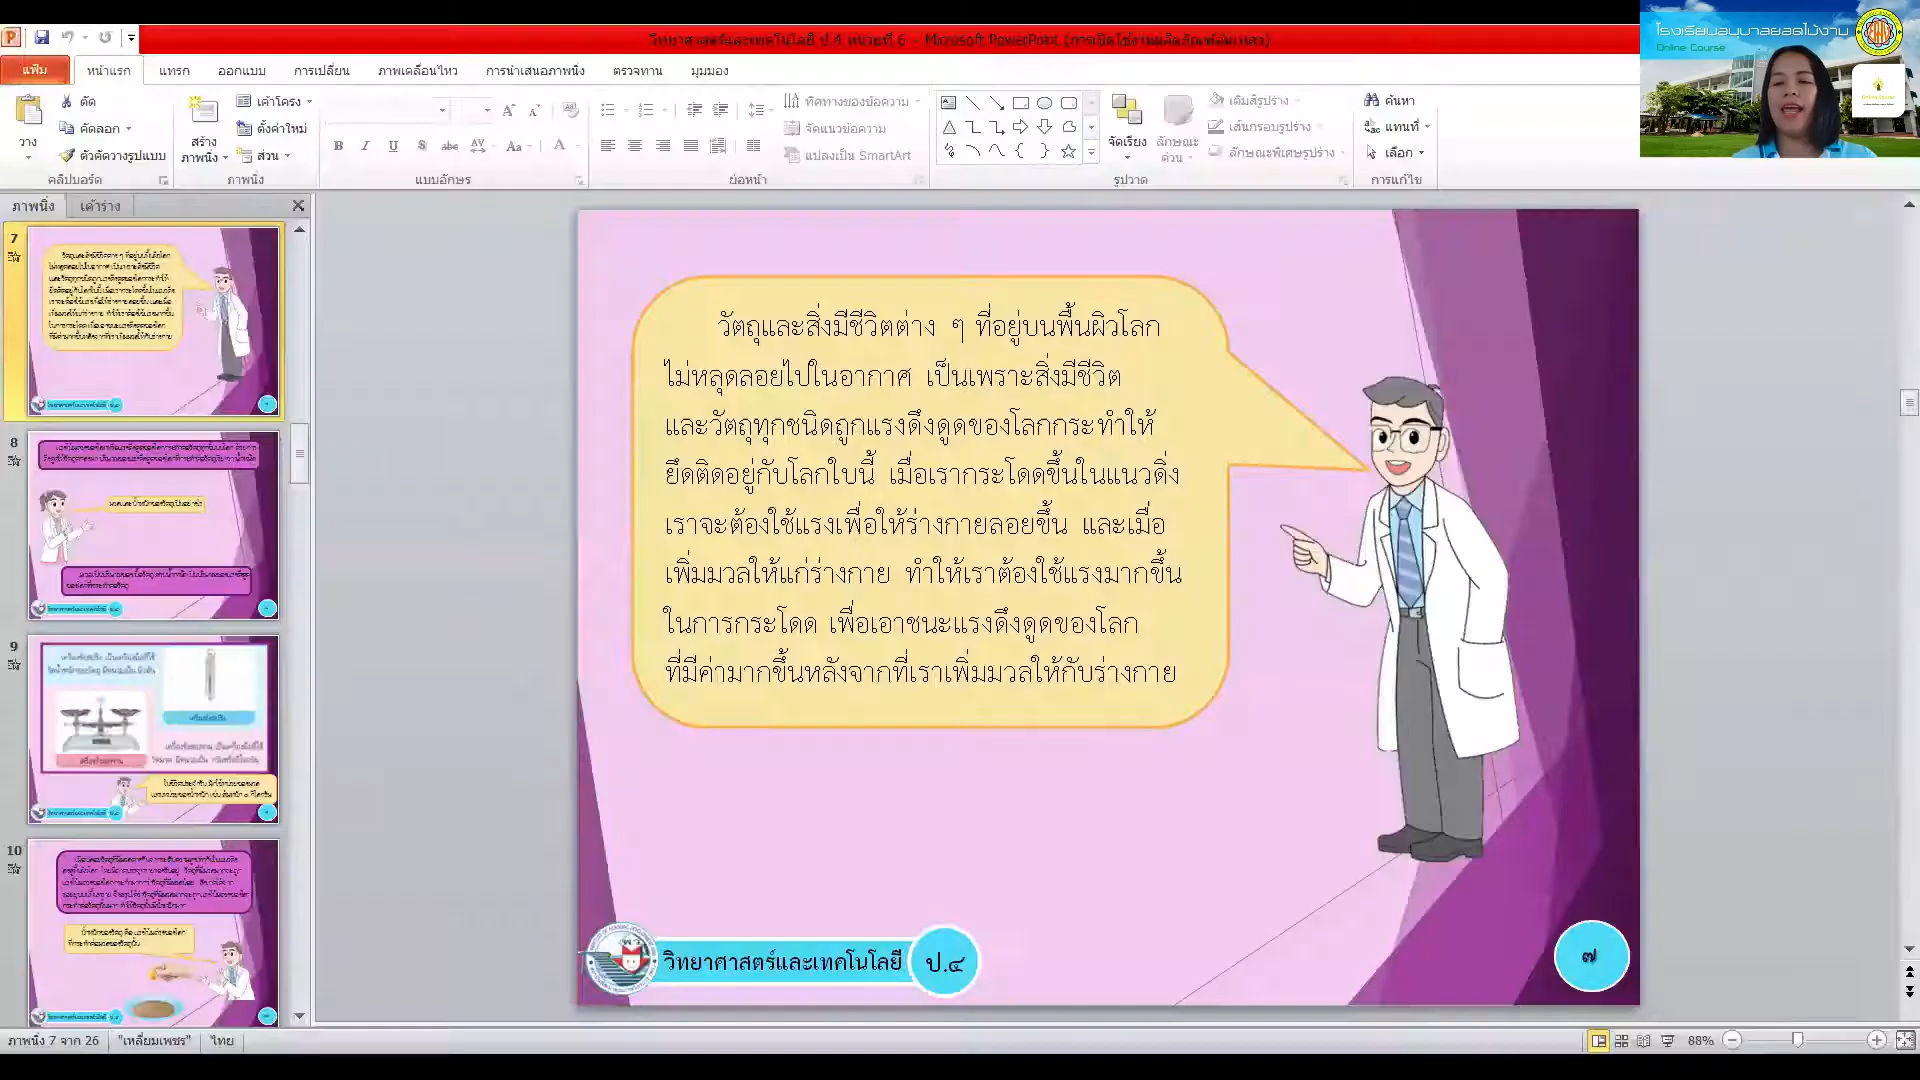 วิทยาศาสตร์และเทคโนโลยี ป.4 หน่วยที่ 6 - Microsoft PowerPoint (การเปิดใช้งานผลิตภัณฑ์ล้มเหลว)
แฟ้ม หน้าแรก แทรก ออกแบบ การเปลี่ยน ภาพเคลื่อนไหว การนำเสนอภาพนิ่ง ตรวจทาน มุมมอง
วาง
ตัด
คัดลอก
ตัวคัดวางรูปแบบ
คลิปบอร์ด
สร้าง
ภาพนิ่ง
เค้าโครง
ตั้งค่าใหม่
ส่วน
ภาพนิ่ง
แบบอักษร
ทิศทางของข้อความ
จัดแนวข้อความ
แปลงเป็น SmartArt
ย่อหน้า
จัดเรียง
ลักษณะ
ด่วน
เติมสีรูปร่าง
เส้นกรอบรูปร่าง
ลักษณะพิเศษรูปร่าง
รูปวาด
ค้นหา
แทนที่
เลือก
การแก้ไข
โรงเรียนอนุบาลยอดไม้งาม
Online Course
ภาพนิ่ง เค้าร่าง
7
8
9
10
วัตถุและสิ่งมีชีวิตต่าง ๆ ที่อยู่บนพื้นผิวโลก
ไม่หลุดลอยไปในอากาศ เป็นเพราะสิ่งมีชีวิต
และวัตถุทุกชนิดถูกแรงดึงดูดของโลกกระทำให้
ยึดติดอยู่กับโลกใบนี้ เมื่อเรากระโดดขึ้นในแนวดิ่ง
เราจะต้องใช้แรงเพื่อให้ร่างกายลอยขึ้น และเมื่อ
เพิ่มมวลให้แก่ร่างกาย ทำให้เราต้องใช้แรงมากขึ้น
ในการกระโดด เพื่อเอาชนะแรงดึงดูดของโลก
ที่มีค่ามากขึ้นหลังจากที่เราเพิ่มมวลให้กับร่างกาย
วิทยาศาสตร์และเทคโนโลยี ป.๔
๗
ภาพนิ่ง 7 จาก 26 "เหลี่ยมเพชร" ไทย
88%